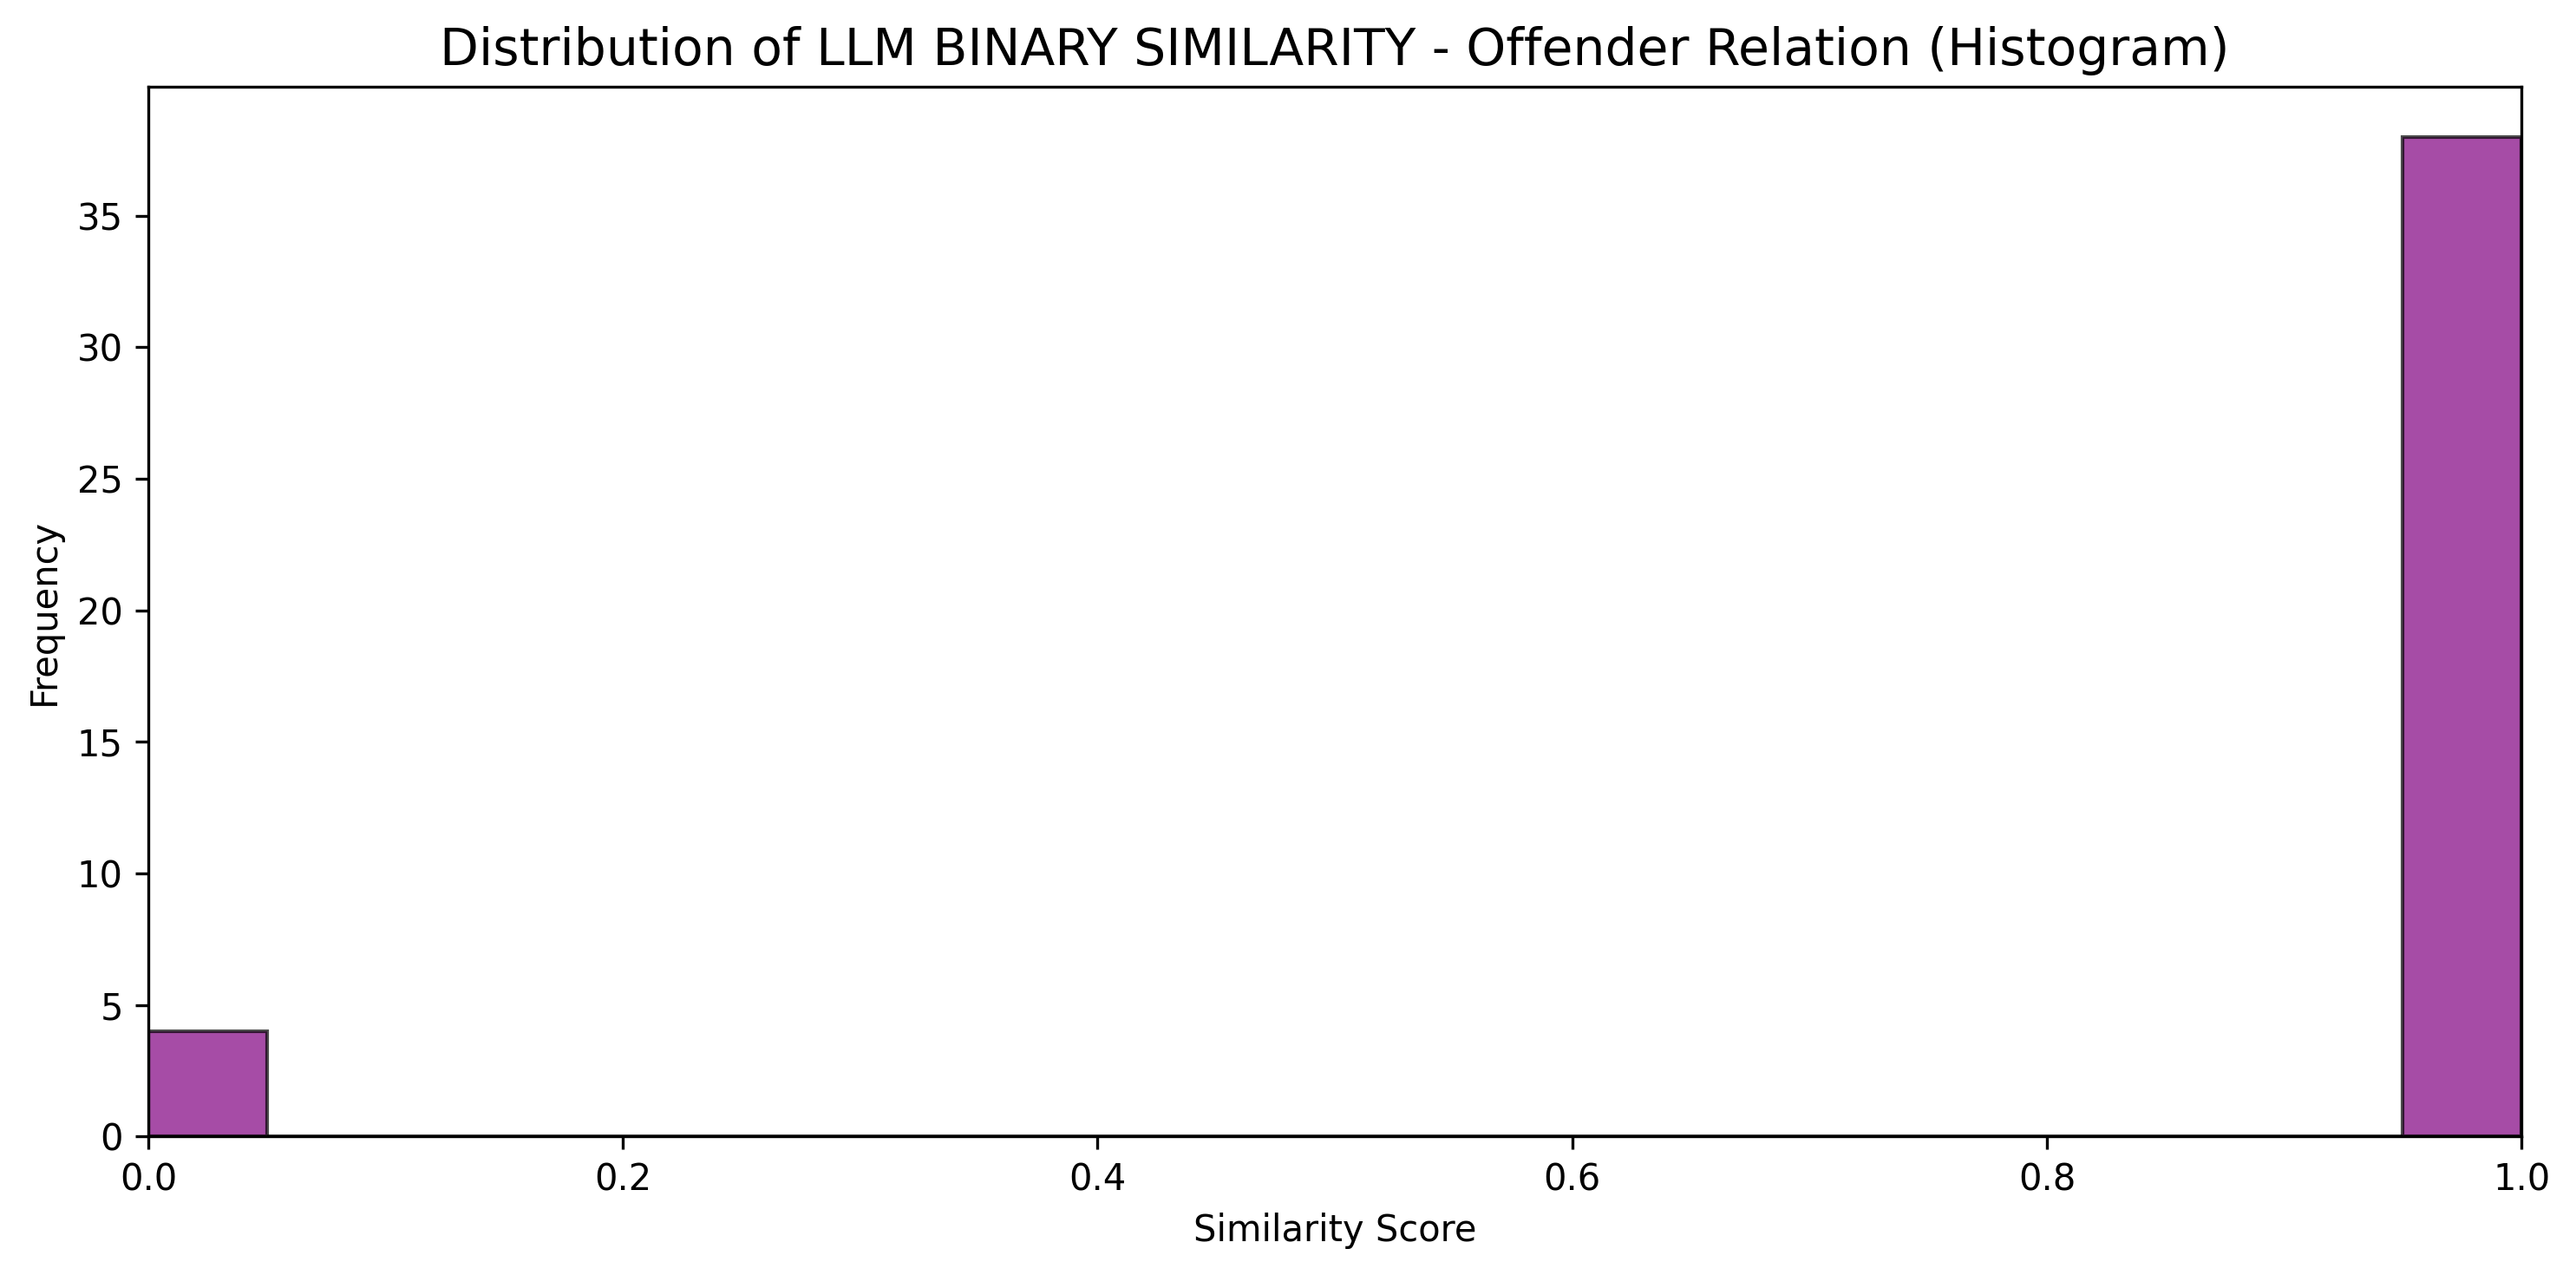 Distribution of LLM BINARY SIMILARITY - Offender Relation (Histogram)
Frequency
35
30
25
20
15
10
5
0
0.0 0.2 0.4 0.6 0.8 1.0
Similarity Score